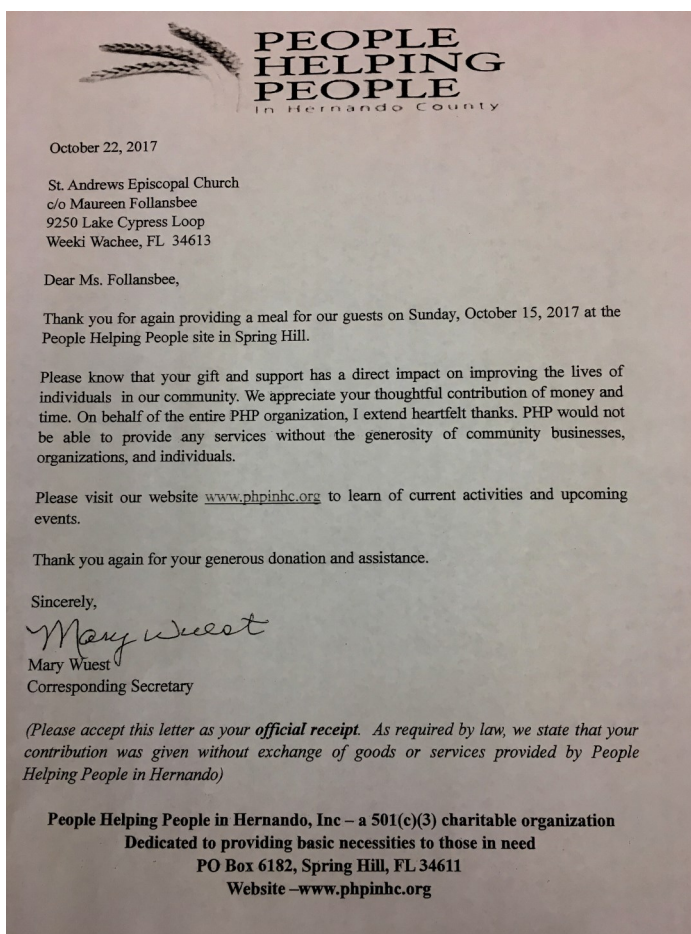 PEOPLE
HELPING
PEOPLE
In Hernando County
October 22, 2017
St. Andrews Episcopal Church
c/o Maureen Follansbee
9250 Lake Cypress Loop
Weeki Wachee, FL 34613
Dear Ms. Follansbee,
Thank you for again providing a meal for our guests on Sunday, October 15, 2017 at the
People Helping People site in Spring Hill.
Please know that your gift and support has a direct impact on improving the lives of
individuals in our community. We appreciate your thoughtful contribution of money and
time. On behalf of the entire PHP organization, I extend heartfelt thanks. PHP would not
be able to provide any services without the generosity of community businesses,
organizations, and individuals.
Please visit our website www.phpinhc.org to learn of current activities and upcoming
events.
Thank you again for your generous donation and assistance.
Sincerely,
Mary Wuest
Mary Wuest
Corresponding Secretary
(Please accept this letter as your official receipt. As required by law, we state that your
contribution was given without exchange of goods or services provided by People
Helping People in Hernando)
People Helping People in Hernando, Inc – a 501(c)(3) charitable organization
Dedicated to providing basic necessities to those in need
PO Box 6182, Spring Hill, FL 34611
Website –www.phpinhc.org